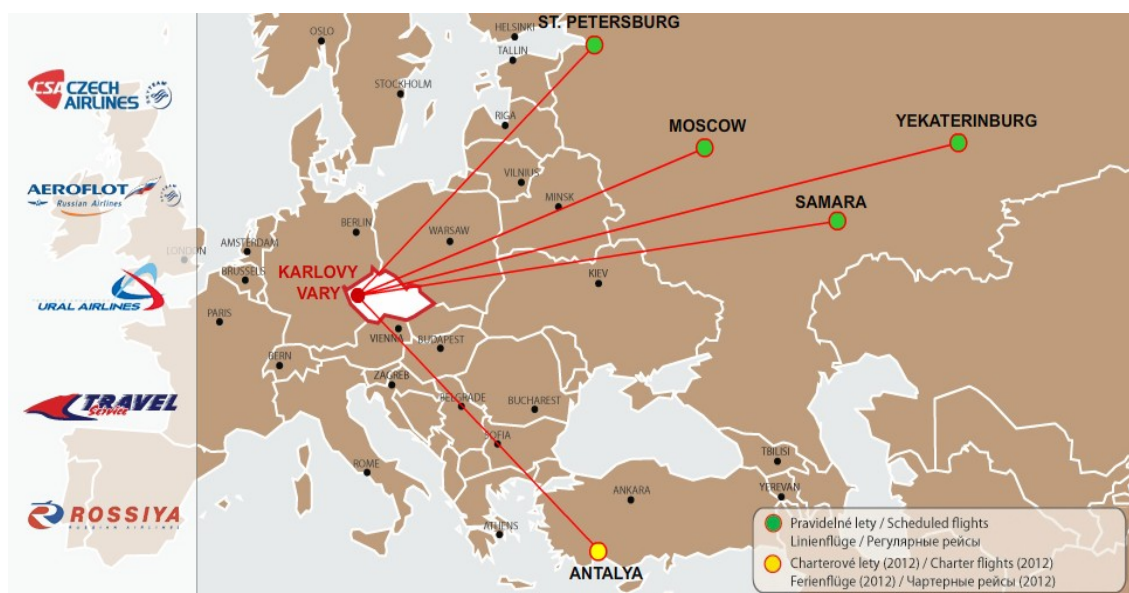 CSA CZECH
AIRLINES
SKYTEAM
AEROFLOT
Russian Airlines
URAL AIRLINES
TRAVEL
Service
ROSSIYA
RUSSIAN AIRLINES
ST. PETERSBURG
MOSCOW
YEKATERINBURG
SAMARA
KARLOVY
VARY
ANTALYA
OSLO
HELSINKI
TALLIN
STOCKHOLM
RIGA
VILNIUS
MINSK
BERLIN
WARSAW
AMSTERDAM
LONDON
BRUSSELS
KIEV
PARIS
VIENNA
BUDAPEST
BERN
ZAGREB
BELGRADE
BUCHAREST
SOFIA
ROME
TBILISI
ANKARA
YEREVAN
ATHENS
Pravidelné lety / Scheduled flights
Linienflüge / Регулярные рейсы
Charterové lety (2012) / Charter flights (2012)
Ferienflüge (2012) / Чартерные рейсы (2012)